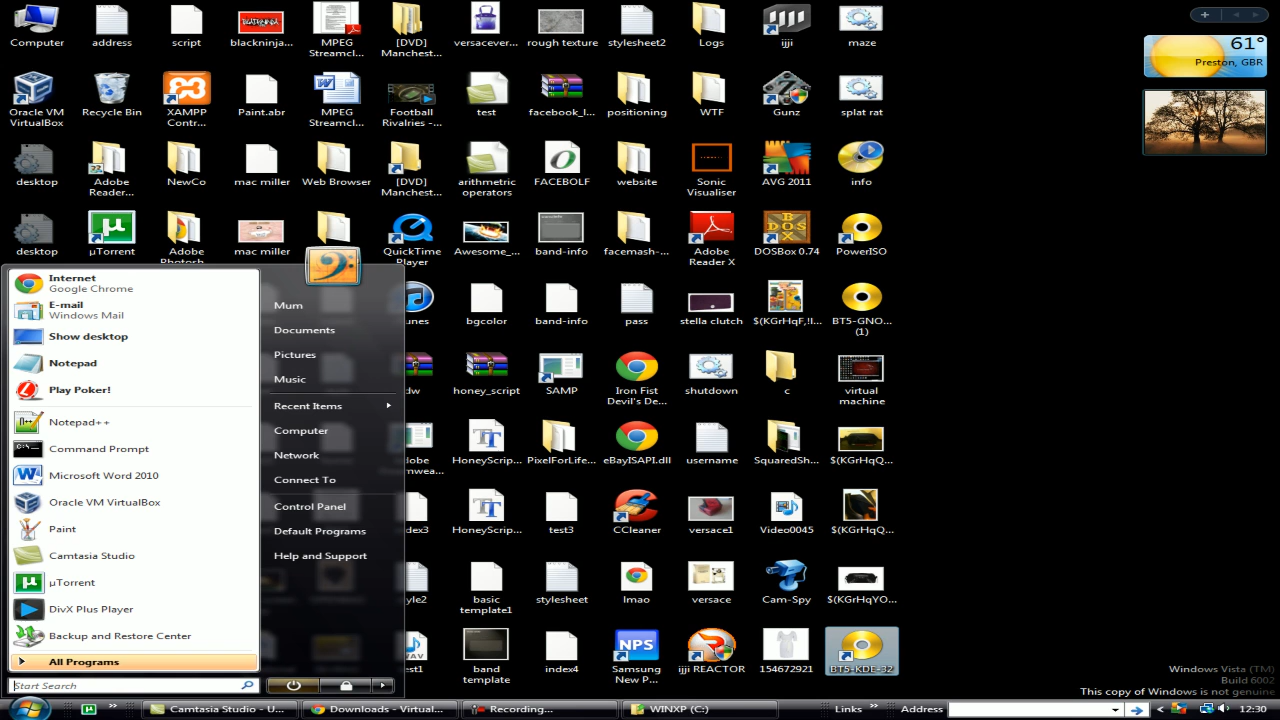 Computer
address
script
blackninja...
MPEG
Streamcl...
[DVD]
Manchest...
versacever...
rough texture
stylesheet2
Logs
ijji
maze
Oracle VM
VirtualBox
Recycle Bin
XAMPP
Contr...
Paint.abr
MPEG
Streamcl...
Football
Rivalries -...
test
facebook_l...
positioning
WTF
Gunz
splat rat
desktop
Adobe
Reader...
NewCo
mac miller
Web Browser
[DVD]
Manchest...
arithmetic
operators
FACEBOLF
website
Sonic
Visualiser
AVG 2011
info
desktop
µTorrent
Adobe
Photosh...
mac miller
QuickTime
Player
Awesome_...
band-info
facemash-...
Adobe
Reader X
DOSBox 0.74
PowerISO
bgcolor
band-info
pass
stella clutch
$(KGrHqF,!I...
BT5-GNO...
(1)
honey_script
SAMP
Iron Fist
Devil's De...
shutdown
c
virtual
machine
HoneyScrip...
PixelForLife...
eBayISAPI.dll
username
SquaredSh...
$(KGrHqQ...
HoneyScrip...
test3
CCleaner
versace1
Video0045
$(KGrHqQ...
basic
template1
stylesheet
lmao
versace
Cam-Spy
$(KGrHqYO...
band
template
index4
NPS
Samsung
New P...
ijji REACTOR
154672921
BT5-KDE-32
61°
Preston, GBR
Internet
Google Chrome
E-mail
Windows Mail
Show desktop
Notepad
Play Poker!
Notepad++
Command Prompt
Microsoft Word 2010
Oracle VM VirtualBox
Paint
Camtasia Studio
µTorrent
DivX Plus Player
Backup and Restore Center
All Programs
Start Search
Mum
Documents
Pictures
Music
Recent Items
Computer
Network
Connect To
Control Panel
Default Programs
Help and Support
Windows Vista (TM)
Build 6002
This copy of Windows is not genuine
Camtasia Studio - U...
Downloads - Virtual...
Recording...
WINXP (C:)
Links
Address
12:30